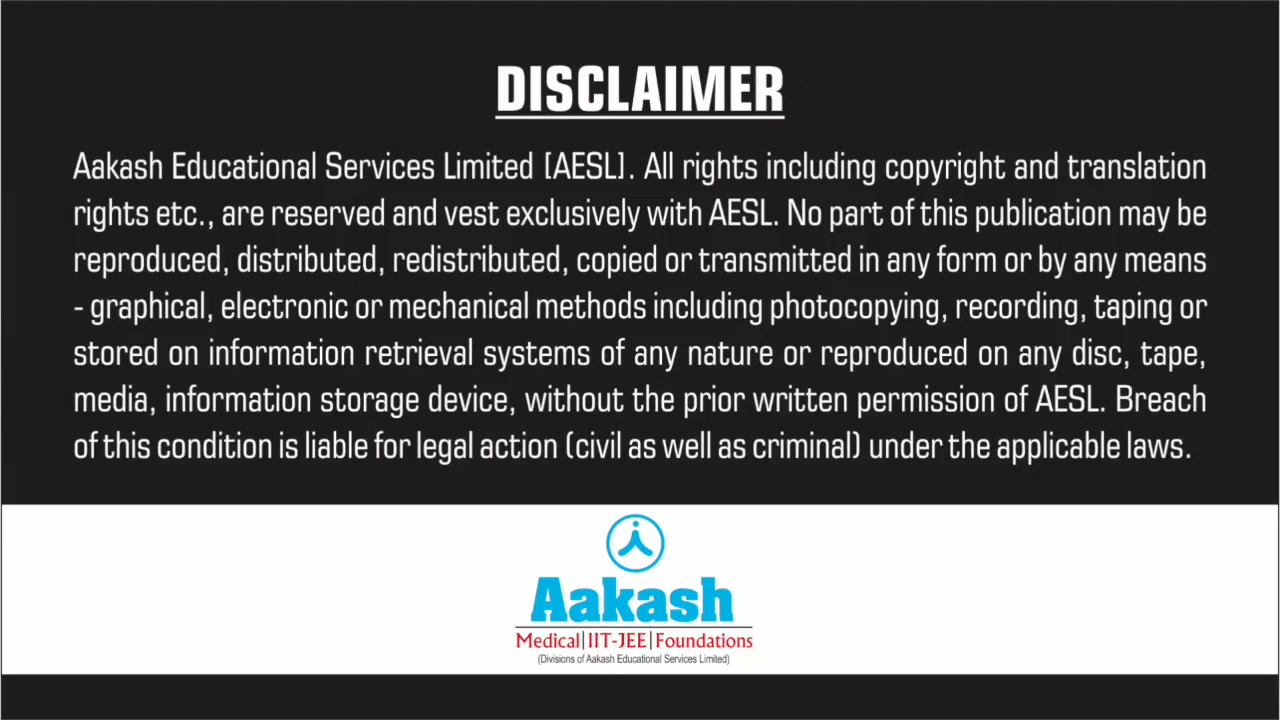 DISCLAIMER
Aakash Educational Services Limited [AESL]. All rights including copyright and translation
rights etc., are reserved and vest exclusively with AESL. No part of this publication may be
reproduced, distributed, redistributed, copied or transmitted in any form or by any means
- graphical, electronic or mechanical methods including photocopying, recording, taping or
stored on information retrieval systems of any nature or reproduced on any disc, tape,
media, information storage device, without the prior written permission of AESL. Breach
of this condition is liable for legal action (civil as well as criminal) under the applicable laws.
Aakash
Medical|IIT-JEE|Foundations
(Divisions of Aakash Educational Services Limited)